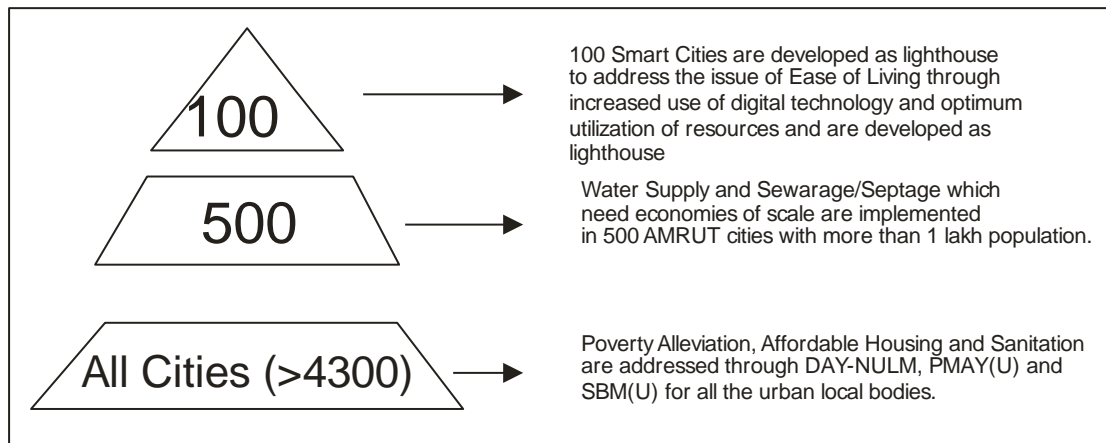 100
100 Smart Cities are developed as lighthouse
to address the issue of Ease of Living through
increased use of digital technology and optimum
utilization of resources and are developed as
lighthouse
500
Water Supply and Sewarage/Septage which
need economies of scale are implemented
in 500 AMRUT cities with more than 1 lakh population.
All Cities (>4300)
Poverty Alleviation, Affordable Housing and Sanitation
are addressed through DAY-NULM, PMAY(U) and
SBM(U) for all the urban local bodies.